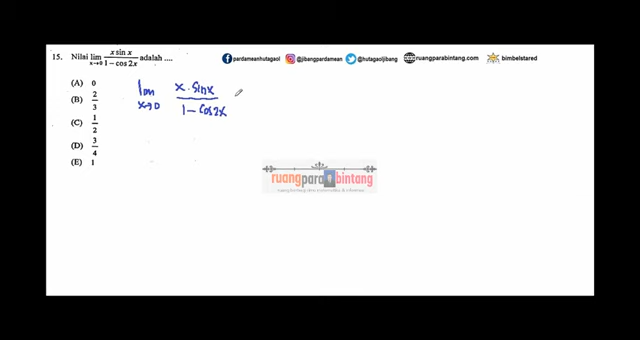 15. Nilai lim x→0 x sin x / 1 − cos 2x adalah ....
pardameanhutagaol @jibangpardamean @hutagaoljibang ruangparabintang.com bimbelstared
(A) 0
(B) 2/3
(C) 1/2
(D) 3/4
(E) 1
lim x→0 x · sin x / 1 − cos 2x
ruangparabintang